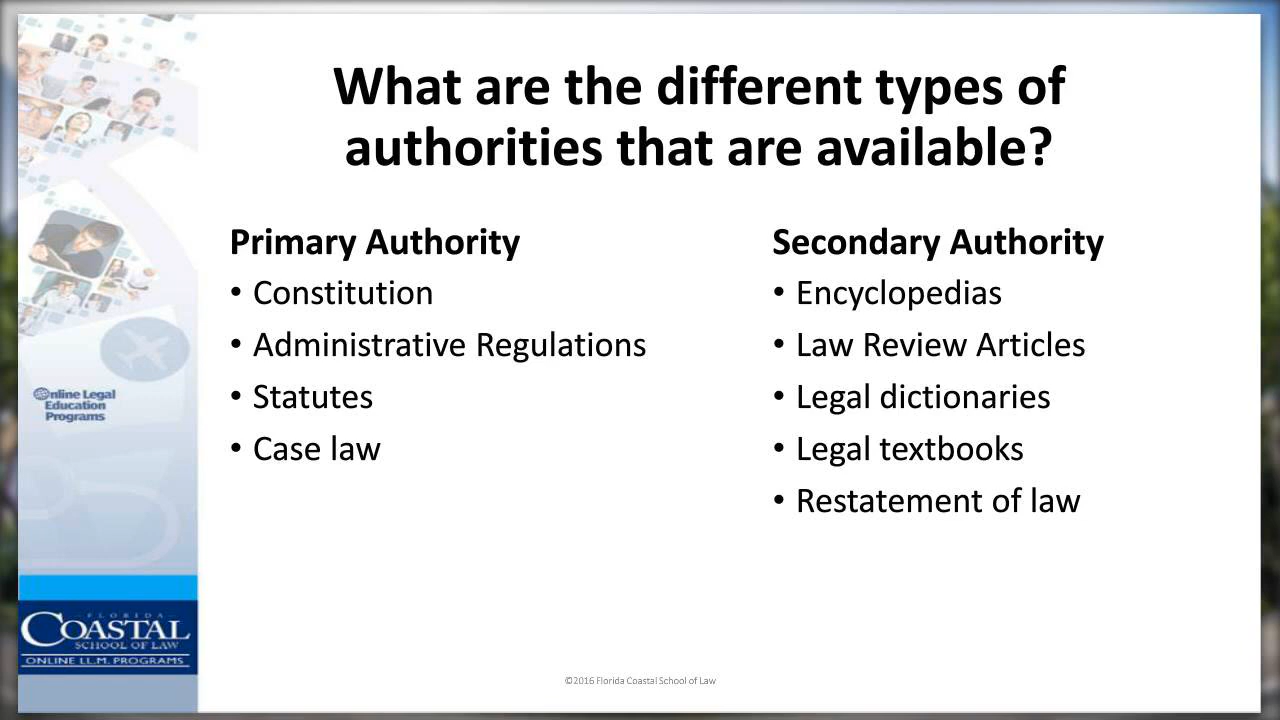 What are the different types of
authorities that are available?
Primary Authority
• Constitution
• Administrative Regulations
• Statutes
• Case law
Secondary Authority
• Encyclopedias
• Law Review Articles
• Legal dictionaries
• Legal textbooks
• Restatement of law
Online Legal
Education
Programs
FLORIDA
COASTAL
SCHOOL OF LAW
ONLINE LL.M. PROGRAMS
©2016 Florida Coastal School of Law